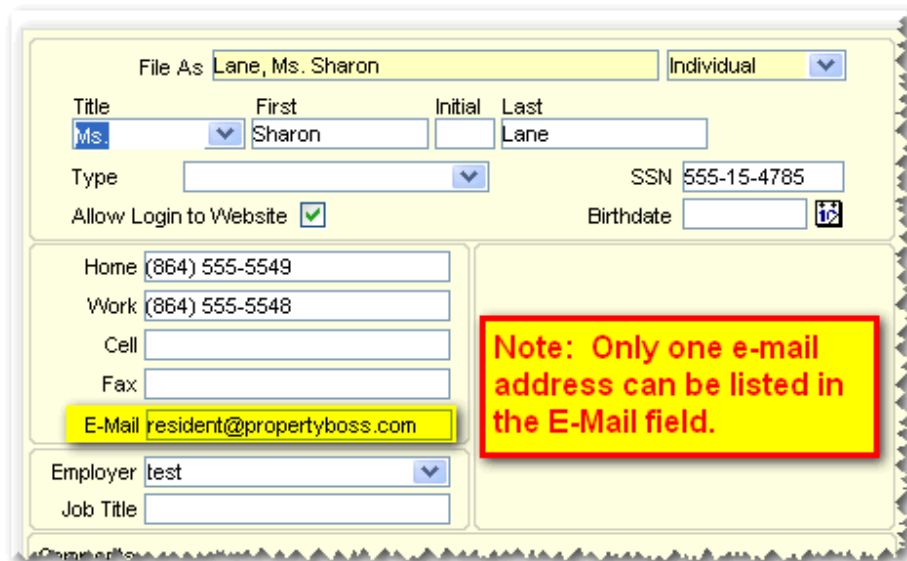 File As Lane, Ms. Sharon Individual
Title First Initial Last
Ms. Sharon Lane
Type SSN 555-15-4785
Allow Login to Website Birthdate
Home (864) 555-5549
Work (864) 555-5548
Cell
Fax
E-Mail resident@propertyboss.com
Note: Only one e-mail
address can be listed in
the E-Mail field.
Employer test
Job Title